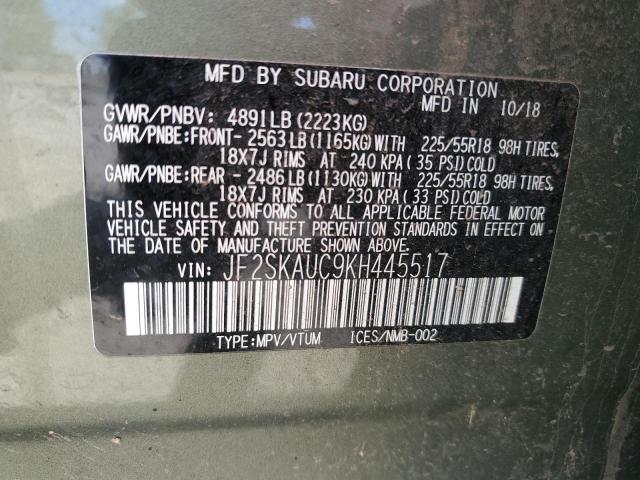 MFD BY SUBARU CORPORATION
MFD IN 10/18
GVWR/PNBV: 4891LB (2223KG)
GAWR/PNBE:FRONT- 2563LB(1165KG)WITH 225/55R18 98H TIRES,
18X7J RIMS AT 240 KPA( 35 PSI)COLD
GAWR/PNBE:REAR - 2486LB(1130KG)WITH 225/55R18 98H TIRES,
18X7J RIMS AT 230 KPA( 33 PSI)COLD
THIS VEHICLE CONFORMS TO ALL APPLICABLE FEDERAL MOTOR
VEHICLE SAFETY AND THEFT PREVENTION STANDARDS IN EFFECT
ON THE DATE OF MANUFACTURE SHOWN ABOVE.
VIN: JF2SKAUC9KH445517
TYPE:MPV/VTUM ICES/NMB-002